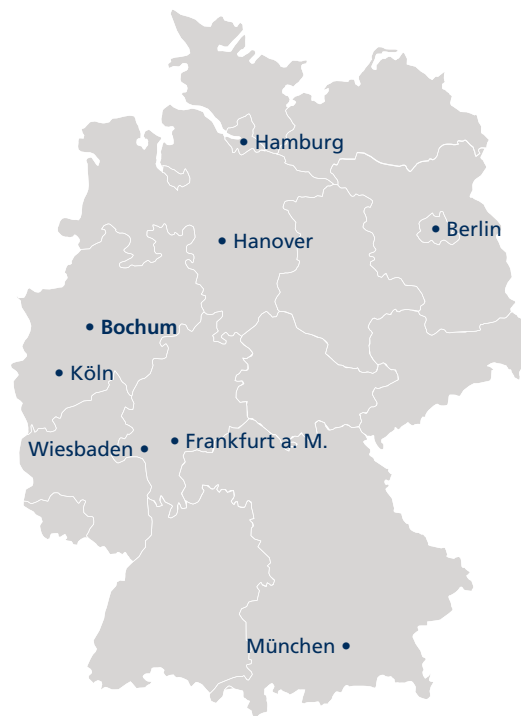 Hamburg
Berlin
Hanover
Bochum
Köln
Frankfurt a. M.
Wiesbaden
München